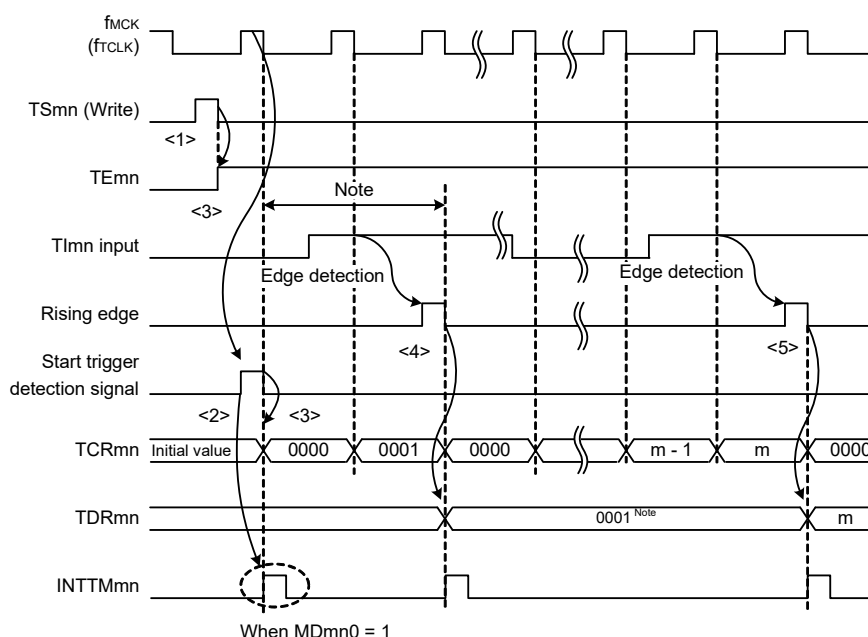 fMCK
(fTCLK)
TSmn (Write)
<1>
TEmn
<3>
Note
TImn input
Edge detection
Edge detection
Rising edge
<4>
<5>
Start trigger
detection signal
<2>
<3>
TCRmn
Initial value
0000
0001
0000
m - 1
m
0000
TDRmn
0001 Note
m
INTTMmn
When MDmn0 = 1